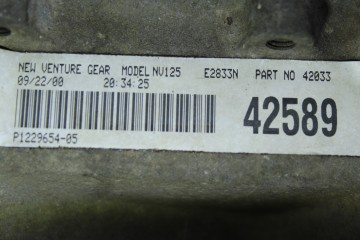 NEW VENTURE GEAR MODEL NV125 E2833N PART NO 42033
09/22/00 20:34:25
42589
P1229654-05